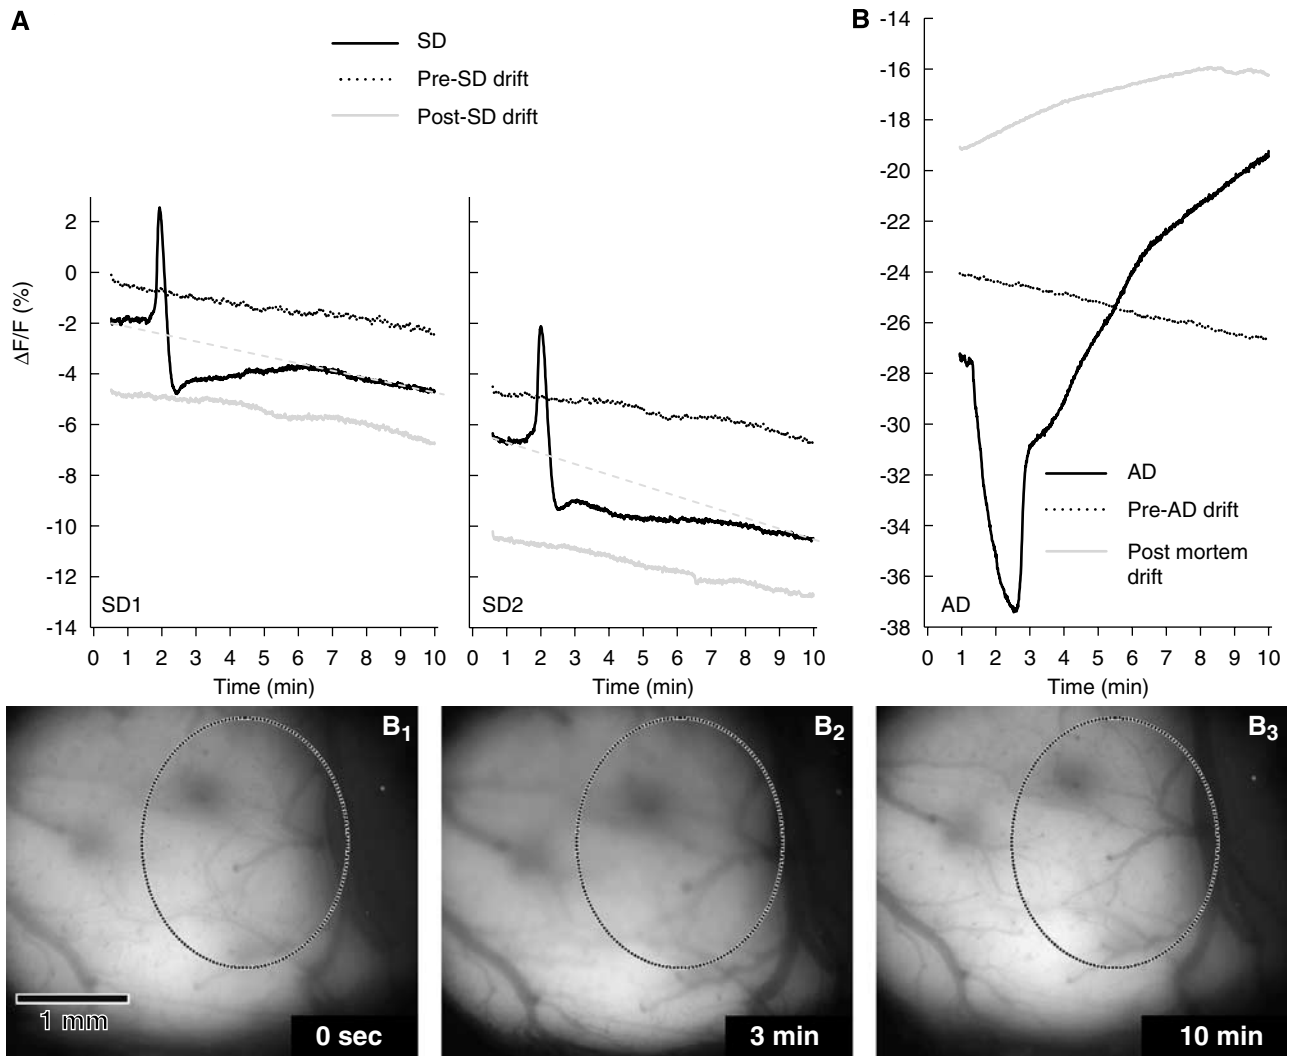 A
SD
Pre-SD drift
Post-SD drift
ΔF/F (%)
2
0
-2
-4
-6
-8
-10
-12
-14
SD1
0 1 2 3 4 5 6 7 8 9 10
Time (min)
SD2
0 1 2 3 4 5 6 7 8 9 10
Time (min)
B
-14
-16
-18
-20
-22
-24
-26
-28
-30
-32
-34
-36
-38
AD
Pre-AD drift
Post mortem
drift
AD
0 1 2 3 4 5 6 7 8 9 10
Time (min)
B1
1 mm
0 sec
B2
3 min
B3
10 min